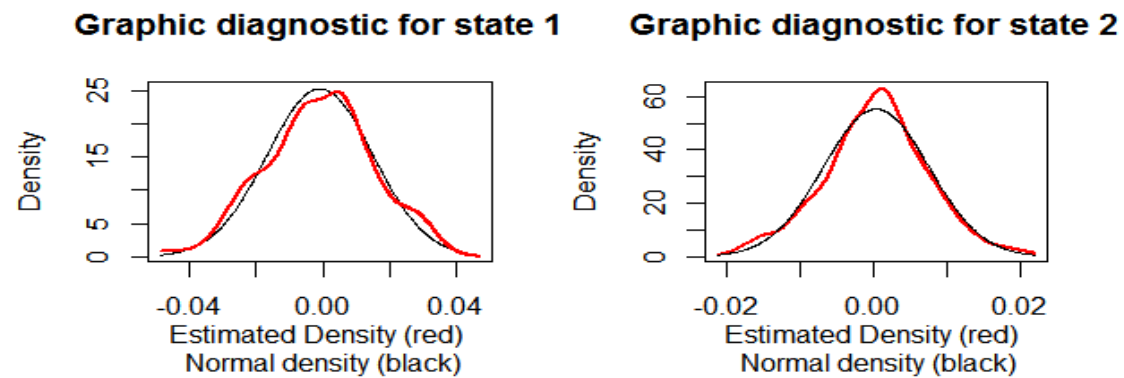 Graphic diagnostic for state 1
Density
25
15
5
0
-0.04 0.00 0.04
Estimated Density (red)
Normal density (black)
Graphic diagnostic for state 2
Density
60
40
20
0
-0.02 0.00 0.02
Estimated Density (red)
Normal density (black)